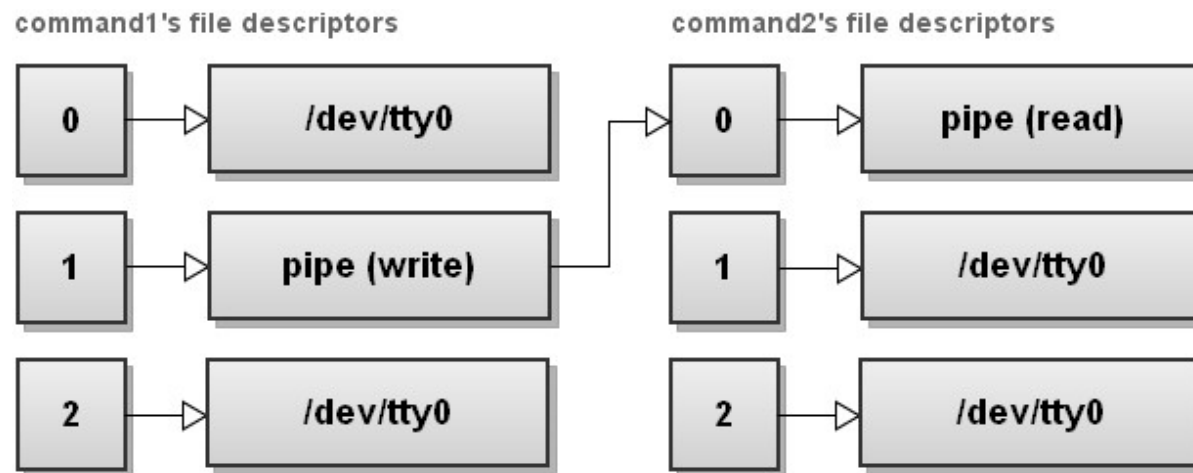 command1's file descriptors
command2's file descriptors
0
/dev/tty0
0
pipe (read)
1
pipe (write)
1
/dev/tty0
2
/dev/tty0
2
/dev/tty0